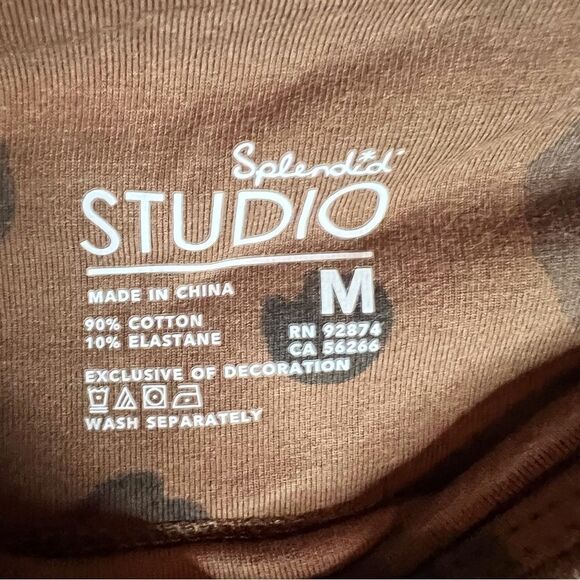 Splendid
STUDIO
MADE IN CHINA
M
90% COTTON
10% ELASTANE
RN 92874
CA 56266
EXCLUSIVE OF DECORATION
WASH SEPARATELY